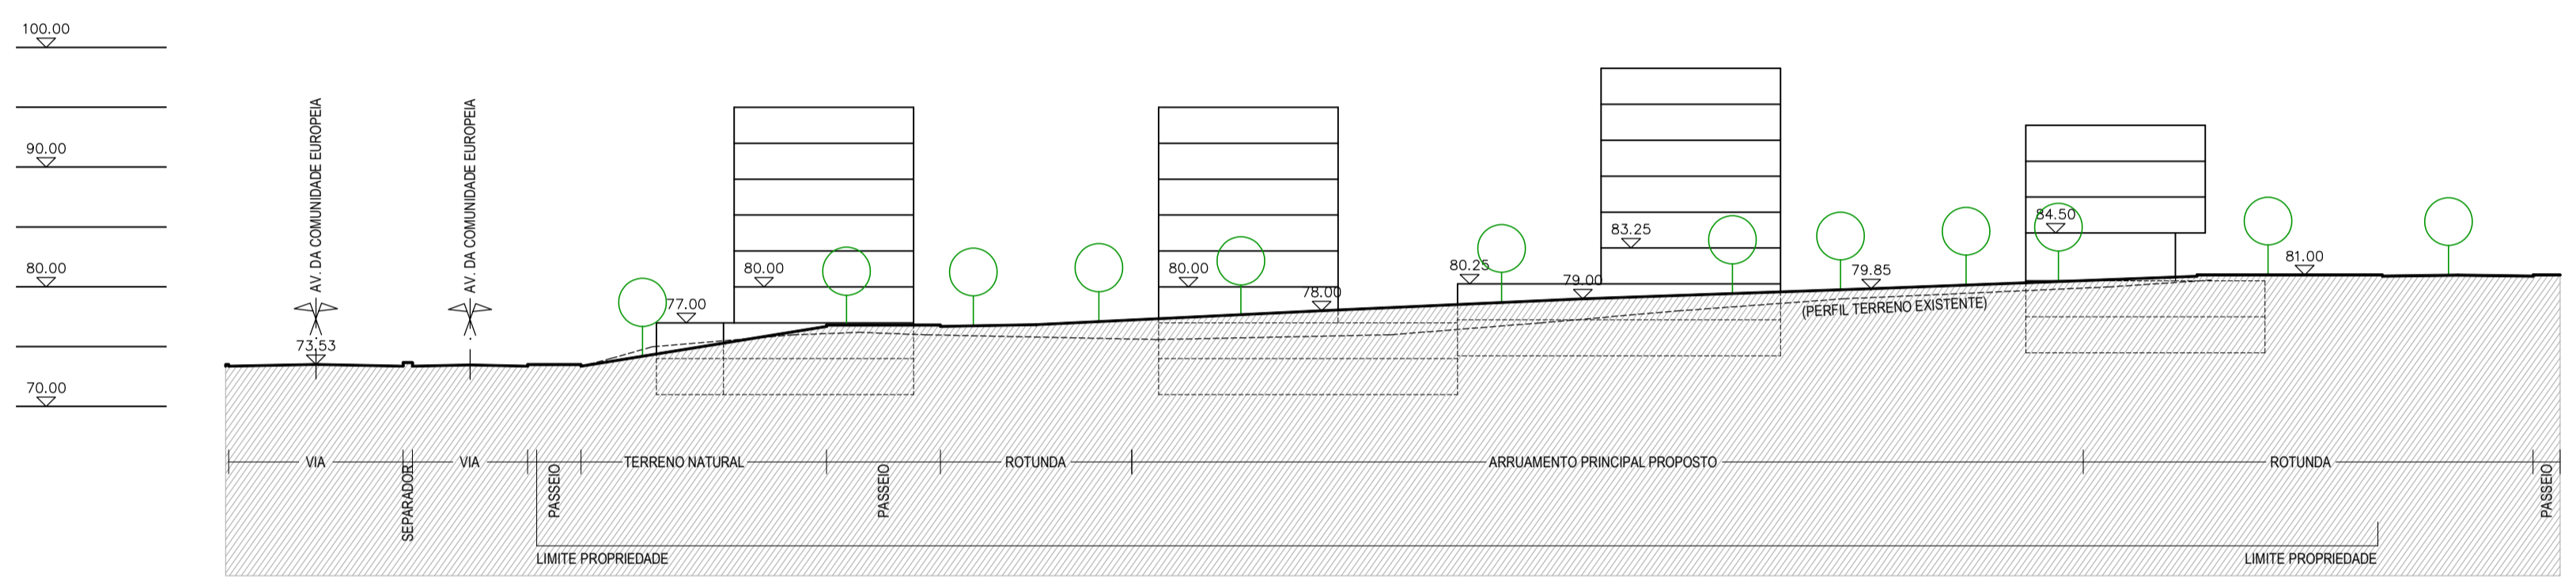 100.00
90.00
80.00
70.00
AV. DA COMUNIDADE EUROPEIA
AV. DA COMUNIDADE EUROPEIA
73.53
77.00
80.00
80.00
78.00
80.25
79.00
83.25
79.85
84.50
81.00
(PERFIL TERRENO EXISTENTE)
VIA
SEPARADOR
VIA
PASSEIO
TERRENO NATURAL
PASSEIO
ROTUNDA
ARRUAMENTO PRINCIPAL PROPOSTO
ROTUNDA
PASSEIO
LIMITE PROPRIEDADE
LIMITE PROPRIEDADE